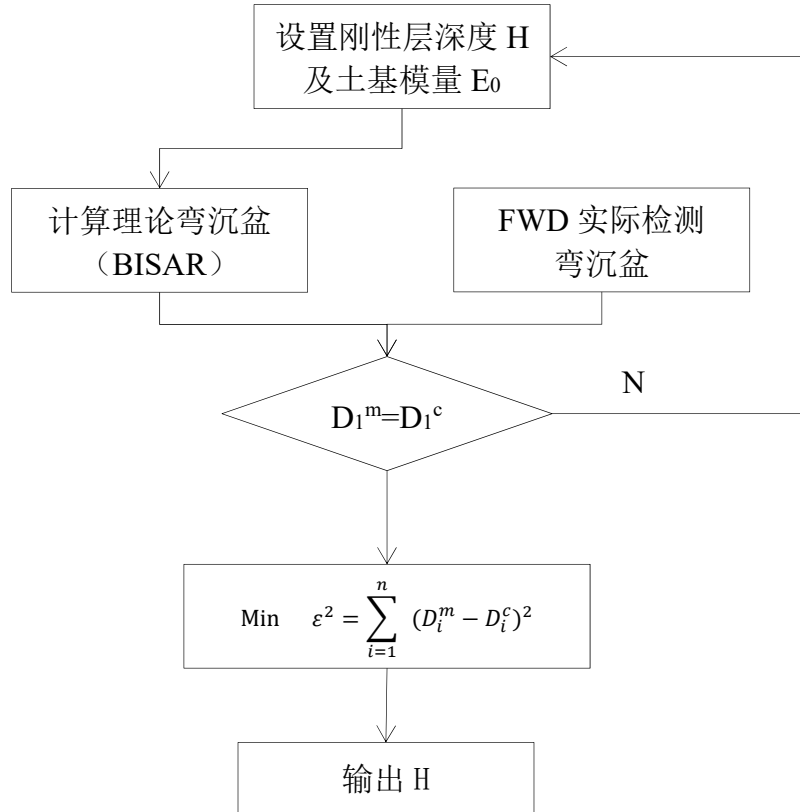 设置刚性层深度 H
及土基模量 E₀
计算理论弯沉盆
（BISAR）
FWD 实际检测
弯沉盆
D₁ᵐ=D₁ᶜ
N
Min ε² = ∑ⁿᵢ₌₁ (Dᵢᵐ − Dᵢᶜ)²
输出 H